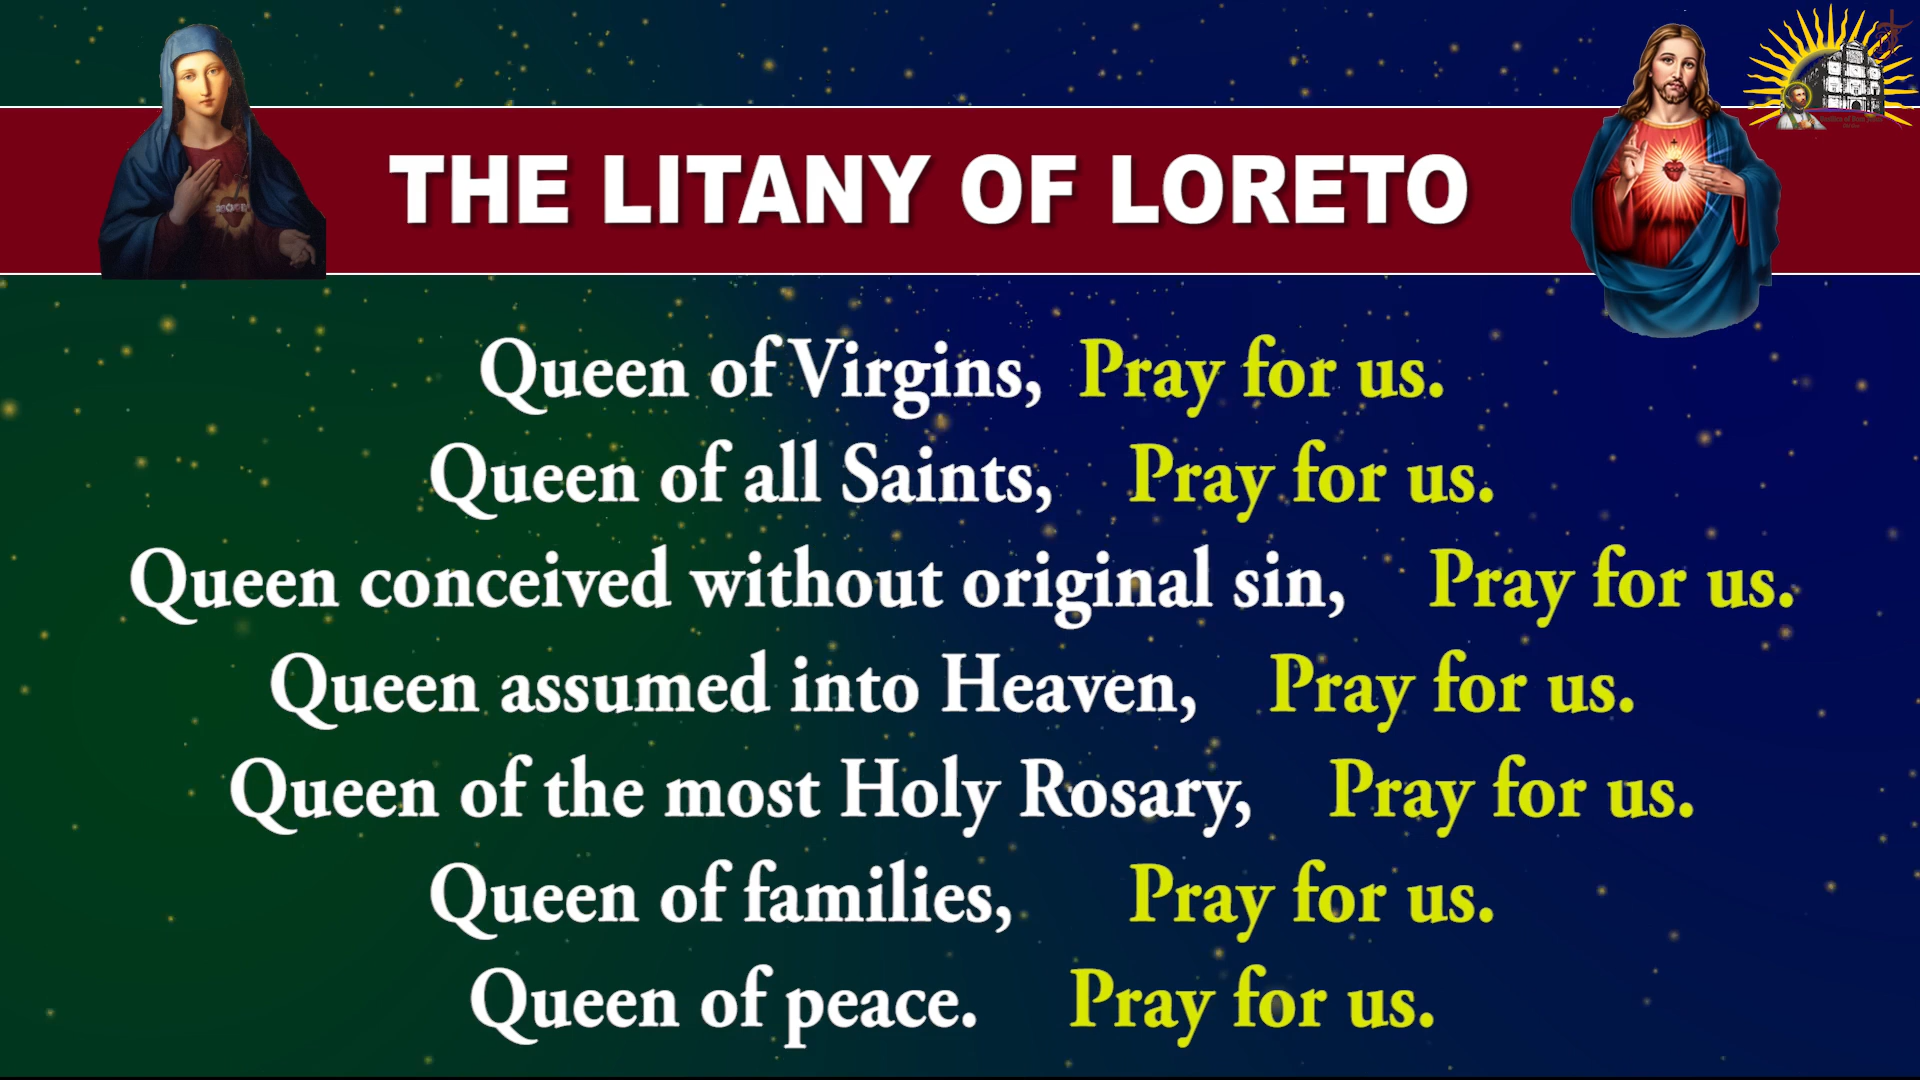 THE LITANY OF LORETO
Queen of Virgins, Pray for us.
Queen of all Saints, Pray for us.
Queen conceived without original sin, Pray for us.
Queen assumed into Heaven, Pray for us.
Queen of the most Holy Rosary, Pray for us.
Queen of families, Pray for us.
Queen of peace. Pray for us.